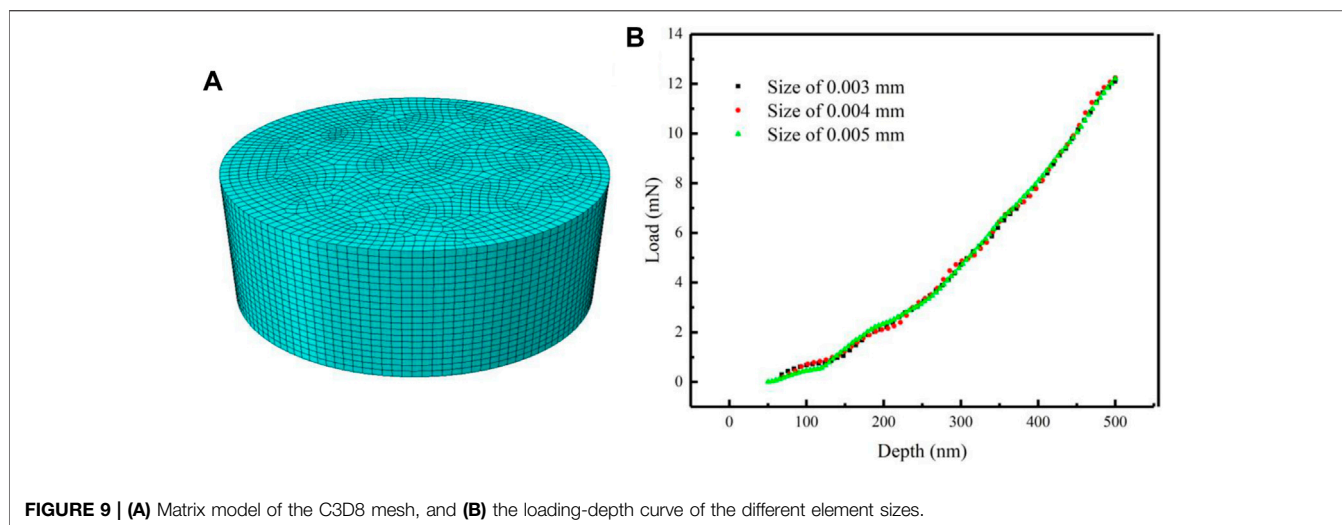 A
B
Size of 0.003 mm
Size of 0.004 mm
Size of 0.005 mm
Load (mN)
14
12
10
8
6
4
2
0
0 100 200 300 400 500
Depth (nm)
FIGURE 9 | (A) Matrix model of the C3D8 mesh, and (B) the loading-depth curve of the different element sizes.